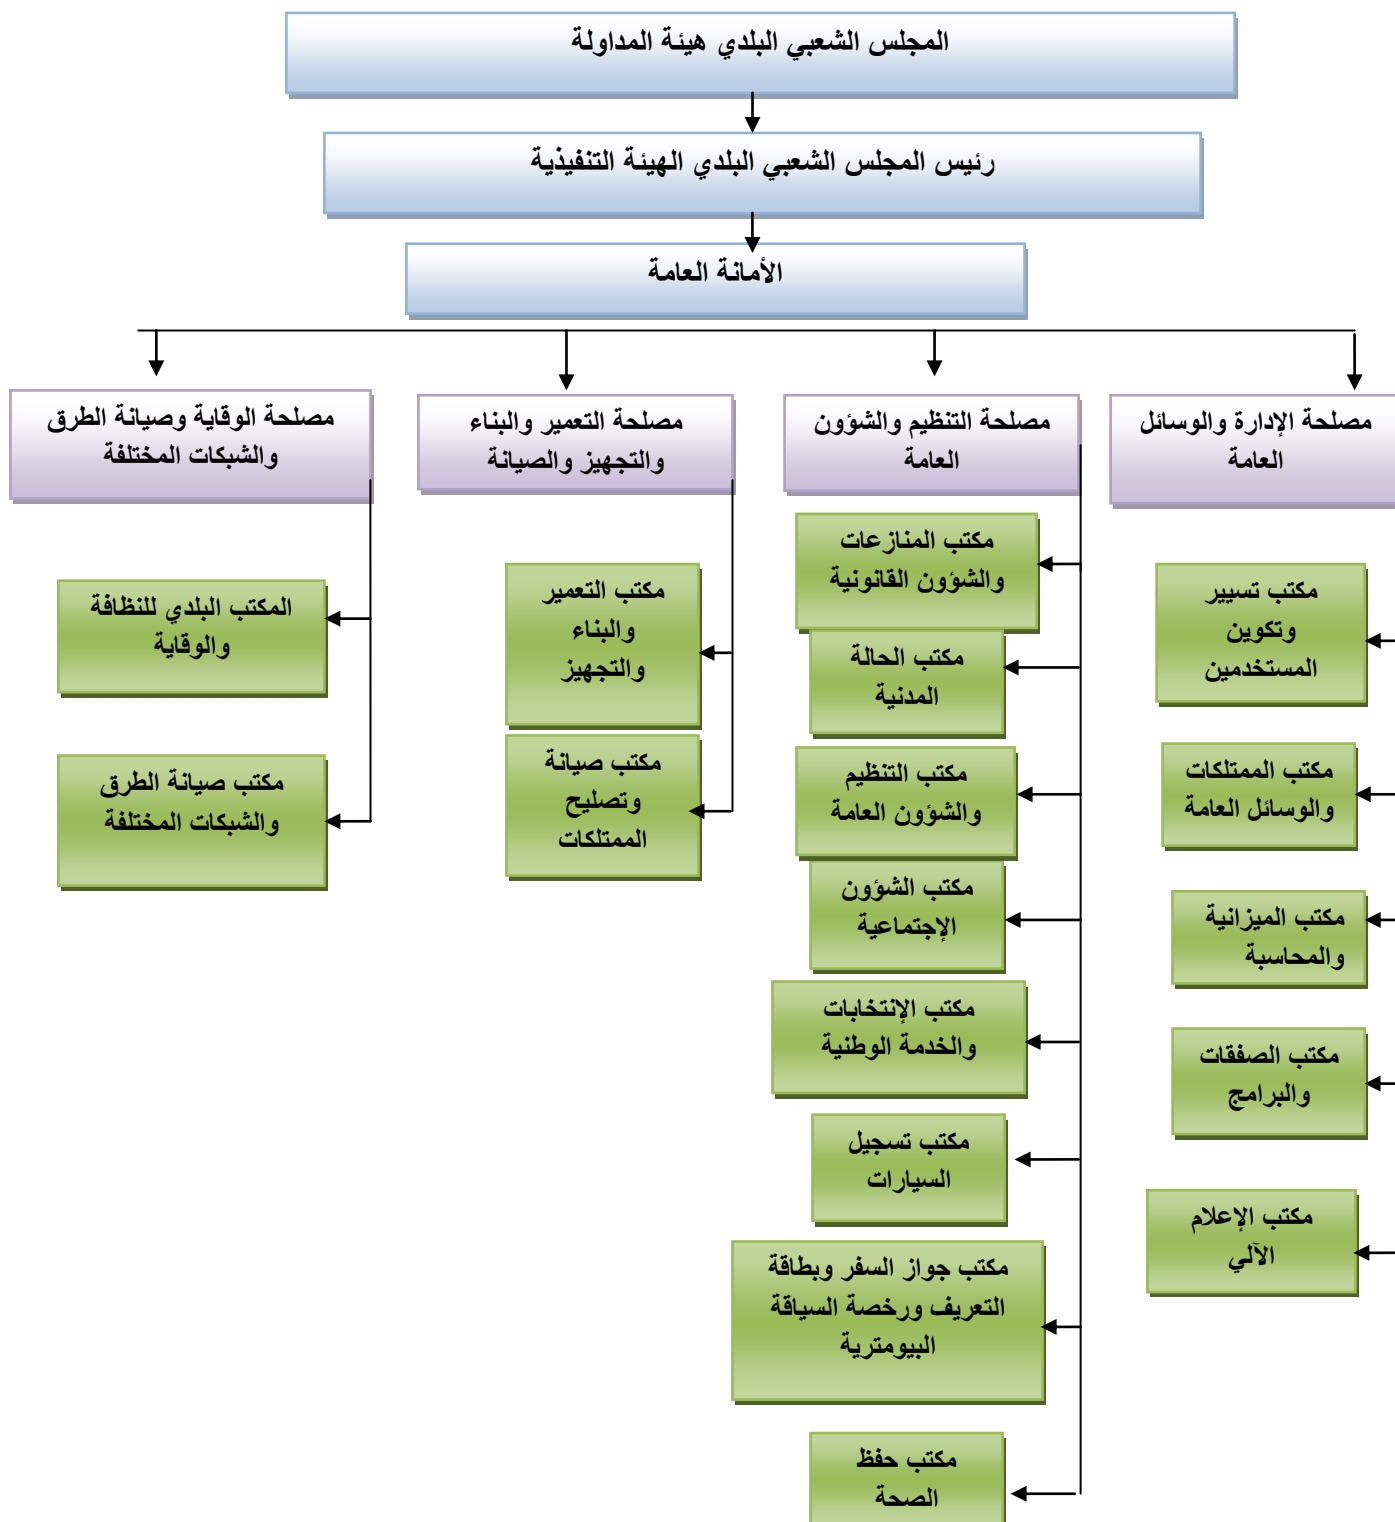 المجلس الشعبي البلدي هيئة المداولة
رئيس المجلس الشعبي البلدي الهيئة التنفيذية
الأمانة العامة
مصلحة الإدارة والوسائل
العامة
مكتب تسيير
وتكوين
المستخدمين
مكتب الممتلكات
والوسائل العامة
مكتب الميزانية
والمحاسبة
مكتب الصفقات
والبرامج
مكتب الإعلام
الآلي
مصلحة التنظيم والشؤون
العامة
مكتب المنازعات
والشؤون القانونية
مكتب الحالة
المدنية
مكتب التنظيم
والشؤون العامة
مكتب الشؤون
الإجتماعية
مكتب الإنتخابات
والخدمة الوطنية
مكتب تسجيل
السيارات
مكتب جواز السفر وبطاقة
التعريف ورخصة السياقة
البيومترية
مكتب حفظ
الصحة
مصلحة التعمير والبناء
والتجهيز والصيانة
مكتب التعمير
والبناء
والتجهيز
مكتب صيانة
وتصليح
الممتلكات
مصلحة الوقاية وصيانة الطرق
والشبكات المختلفة
المكتب البلدي للنظافة
والوقاية
مكتب صيانة الطرق
والشبكات المختلفة